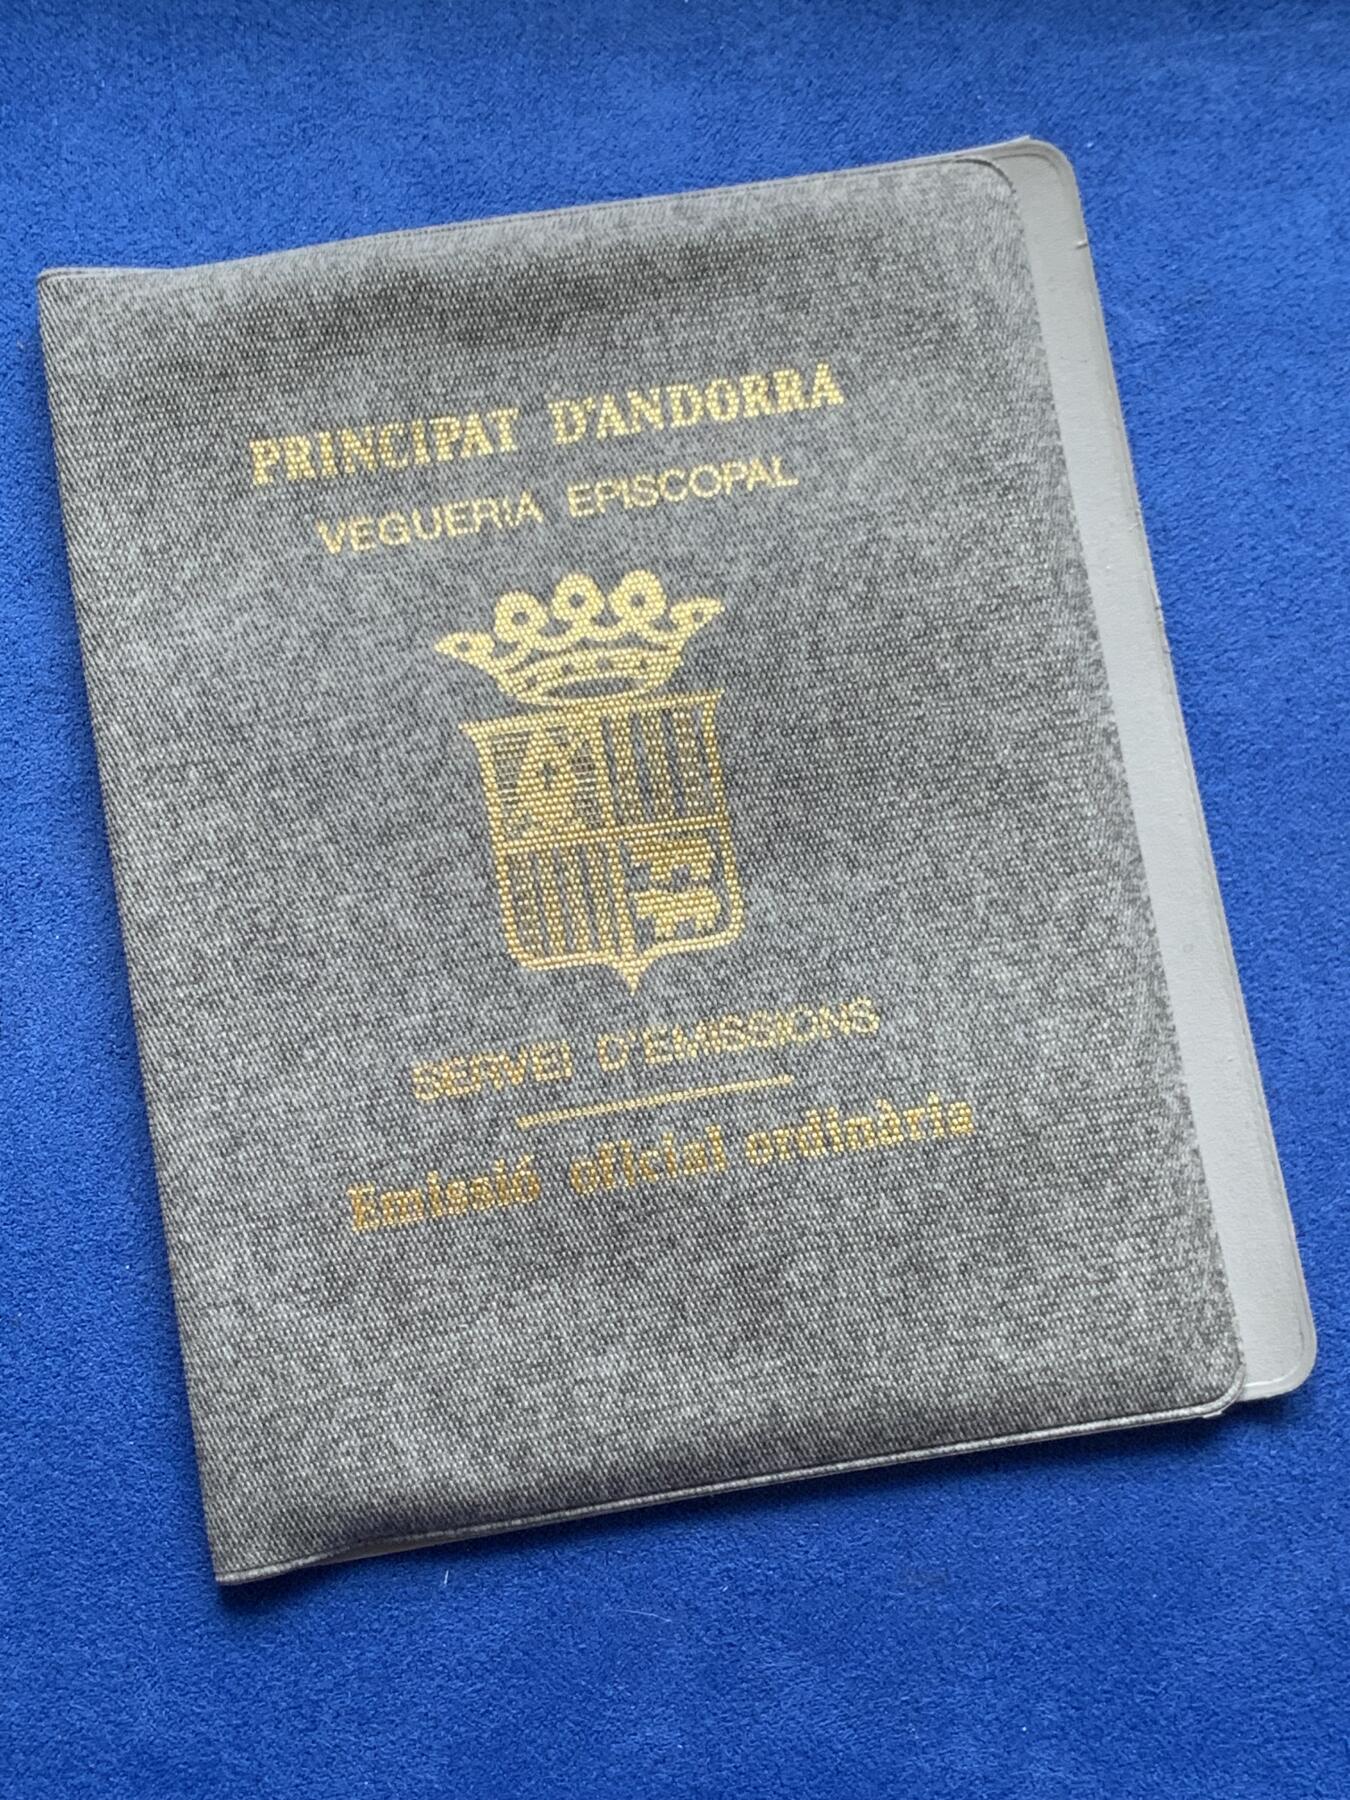 PRINCIPAT D'ANDORRA
VEGUERIA EPISCOPAL
SERVEI D'EMISSIONS
Emissió oficial ordinària